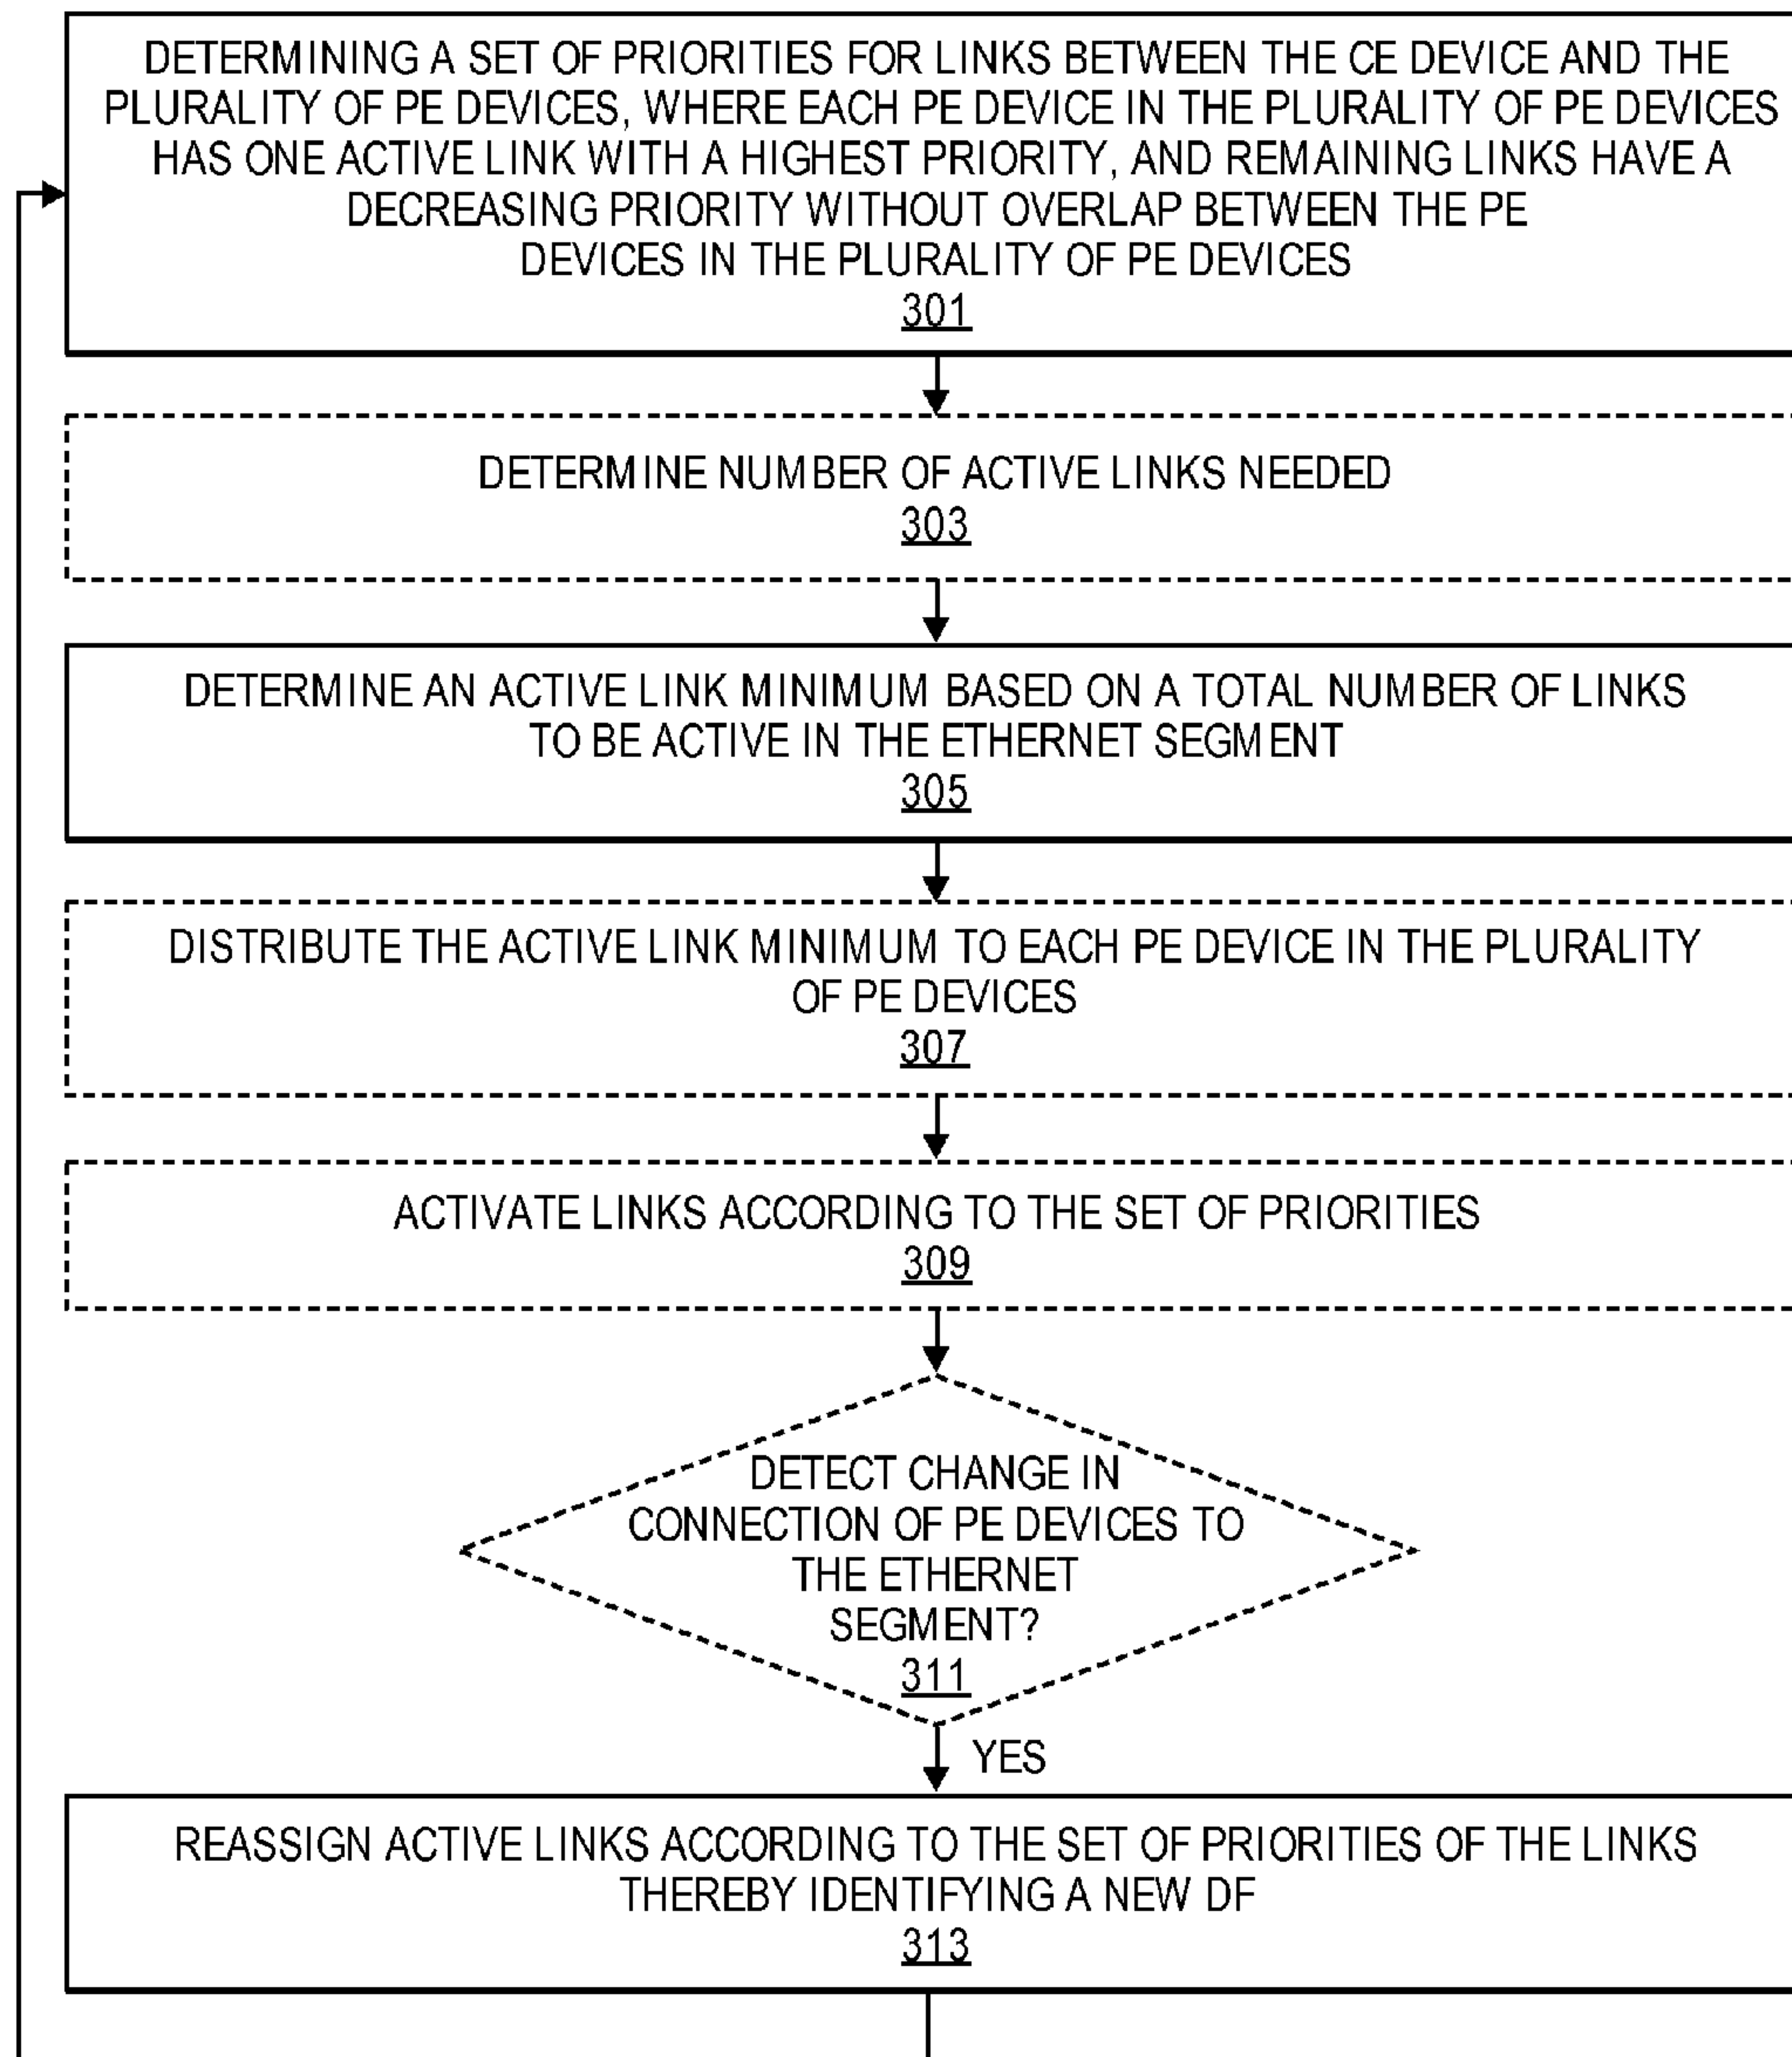 DETERMINING A SET OF PRIORITIES FOR LINKS BETWEEN THE CE DEVICE AND THE
PLURALITY OF PE DEVICES, WHERE EACH PE DEVICE IN THE PLURALITY OF PE DEVICES
HAS ONE ACTIVE LINK WITH A HIGHEST PRIORITY, AND REMAINING LINKS HAVE A
DECREASING PRIORITY WITHOUT OVERLAP BETWEEN THE PE
DEVICES IN THE PLURALITY OF PE DEVICES
301
DETERMINE NUMBER OF ACTIVE LINKS NEEDED
303
DETERMINE AN ACTIVE LINK MINIMUM BASED ON A TOTAL NUMBER OF LINKS
TO BE ACTIVE IN THE ETHERNET SEGMENT
305
DISTRIBUTE THE ACTIVE LINK MINIMUM TO EACH PE DEVICE IN THE PLURALITY
OF PE DEVICES
307
ACTIVATE LINKS ACCORDING TO THE SET OF PRIORITIES
309
DETECT CHANGE IN
CONNECTION OF PE DEVICES TO
THE ETHERNET
SEGMENT?
311
YES
REASSIGN ACTIVE LINKS ACCORDING TO THE SET OF PRIORITIES OF THE LINKS
THEREBY IDENTIFYING A NEW DF
313